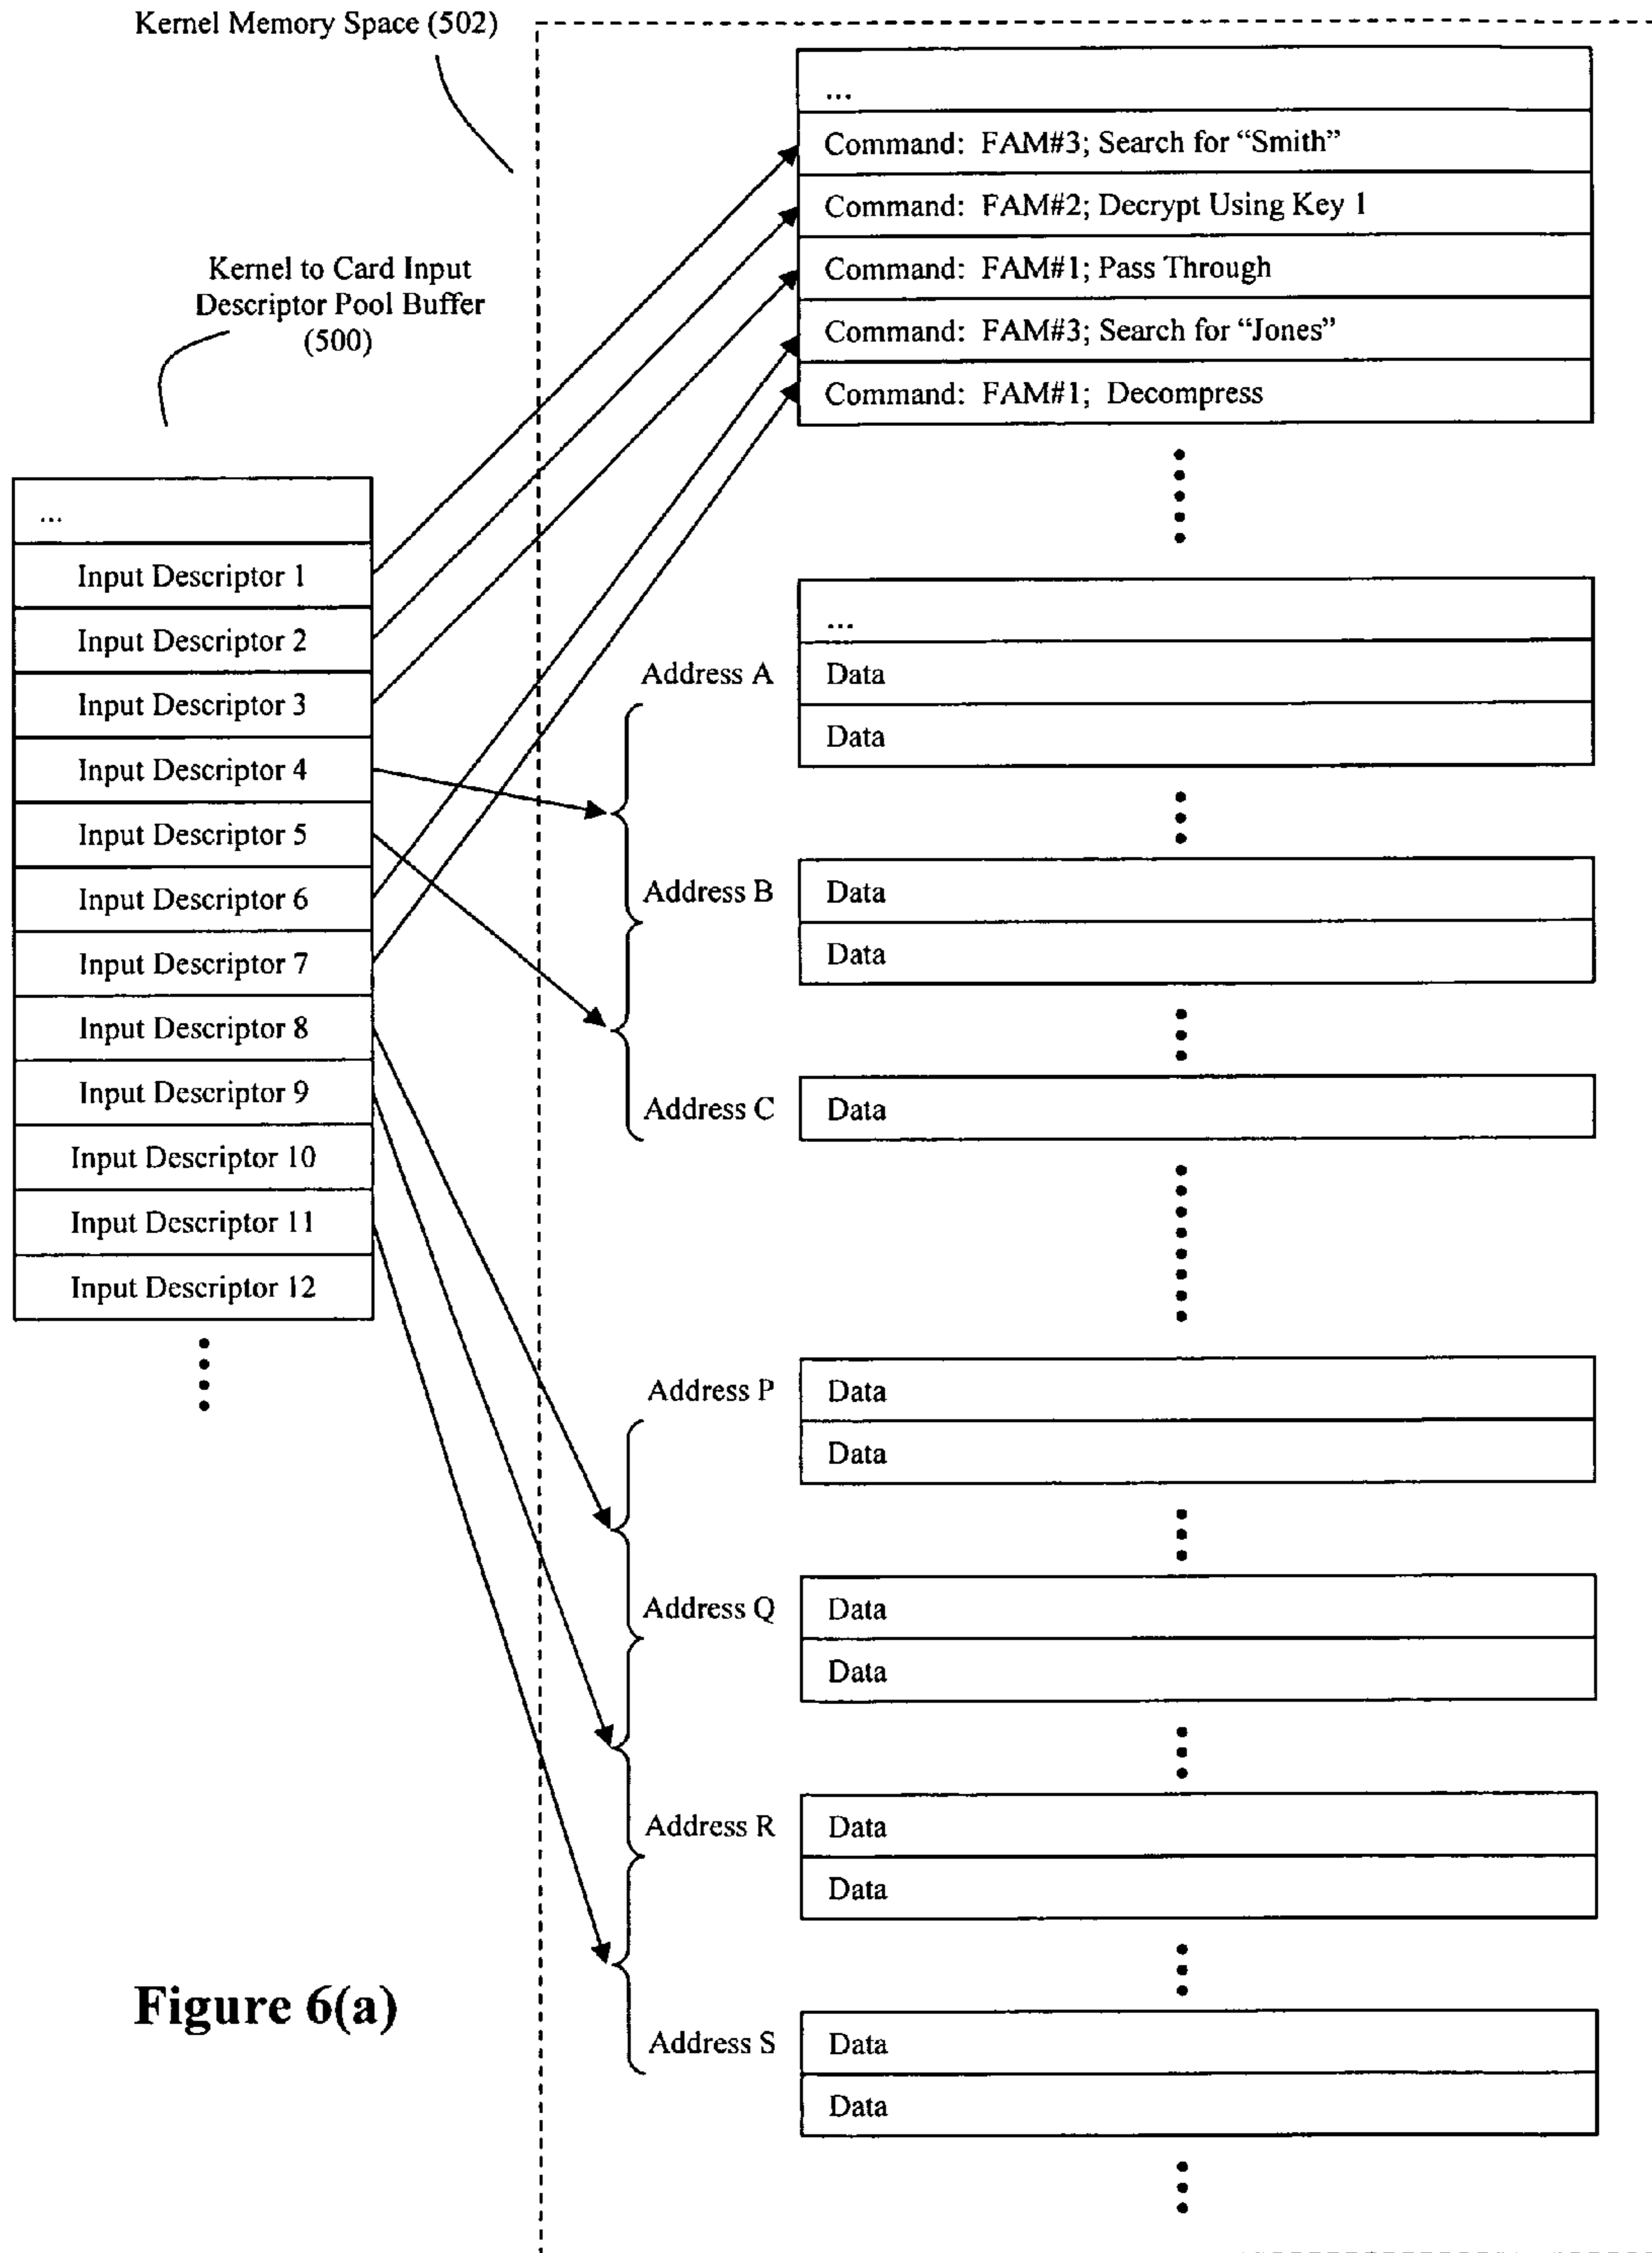 Kernel Memory Space (502)
...
Command: FAM#3; Search for “Smith”
Command: FAM#2; Decrypt Using Key 1
Command: FAM#1; Pass Through
Command: FAM#3; Search for “Jones”
Command: FAM#1; Decompress
Kernel to Card Input
Descriptor Pool Buffer
(500)
...
Input Descriptor 1
Input Descriptor 2
Input Descriptor 3
Input Descriptor 4
Input Descriptor 5
Input Descriptor 6
Input Descriptor 7
Input Descriptor 8
Input Descriptor 9
Input Descriptor 10
Input Descriptor 11
Input Descriptor 12
...
Address A
Data
Data
Address B
Data
Data
Address C
Data
Address P
Data
Data
Address Q
Data
Data
Address R
Data
Data
Address S
Data
Data
Figure 6(a)